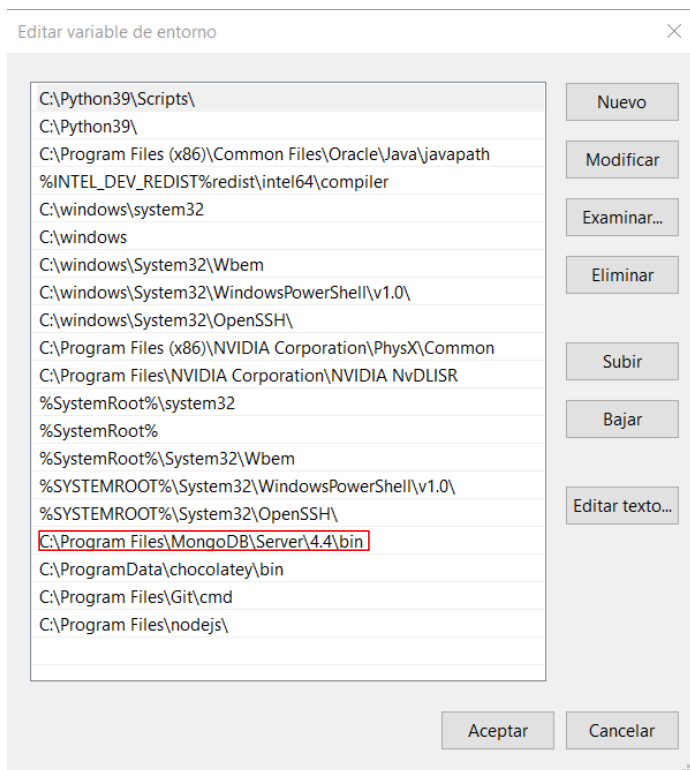 Editar variable de entorno
C:\Python39\Scripts\
C:\Python39\
C:\Program Files (x86)\Common Files\Oracle\Java\javapath
%INTEL_DEV_REDIST%redist\intel64\compiler
C:\windows\system32
C:\windows
C:\windows\System32\Wbem
C:\windows\System32\WindowsPowerShell\v1.0\
C:\windows\System32\OpenSSH\
C:\Program Files (x86)\NVIDIA Corporation\PhysX\Common
C:\Program Files\NVIDIA Corporation\NVIDIA NvDLISR
%SystemRoot%\system32
%SystemRoot%
%SystemRoot%\System32\Wbem
%SYSTEMROOT%\System32\WindowsPowerShell\v1.0\
%SYSTEMROOT%\System32\OpenSSH\
C:\Program Files\MongoDB\Server\4.4\bin
C:\ProgramData\chocolatey\bin
C:\Program Files\Git\cmd
C:\Program Files\nodejs\
Nuevo
Modificar
Examinar...
Eliminar
Subir
Bajar
Editar texto...
Aceptar
Cancelar